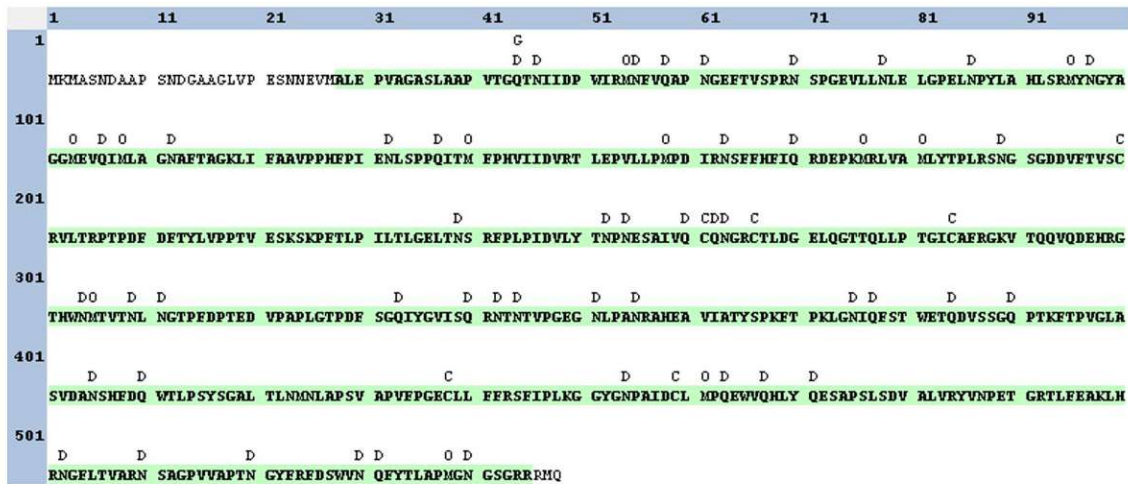 1 11 21 31 41 51 61 71 81 91
1 G
D D OD D D D D D O D
MKMASNDAAP SNDGAAGLVP ESNNEVMALE PVAGASLAAP VTGQTNIIDP WIRMNFVQAP NGEFTVSPRN SPGEVLLNLE LGPELNPYLA HLSRMYNGYA
101
O D O D D D O O D D O O D C
GGMEVQIMLA GNAFTAGKLI FAAVPPHFPI ENLSPPQITM FPHVIIDVRT LEPVLLPMPD IRNSFFHFIQ RDEPKMRLVA MLYTPLRSNG SGDDVFTVSC
201
D D D D CDD C C
RVLTRPTPDF DFTYLVPPTV ESKSKPFTLP ILTLGELTNS RFPLPIDVLY TNPNESAIVQ CQNGRCTLDG ELQGTTQLLP TGICAFRGKV TQQVQDEHRG
301
DO D D D D D D D D D D D D
THWNMTVTNL NGTPFDPTED VPAPLGTPDF SGQIYGVISQ RNTNTVPGEG NLPANRAHEA VIATYSPKFT PKLGNIQFST WETQDVSSGQ PTKFTPVGLA
401
D D C D C O D D D
SVDANSHFDQ WTLPSYSGAL TLNMNLAPSV APVFPGECLL FFRSFIPLKG GYGNPAIDCL MPQEWVQHLY QESAPSLSDV ALVRYVNPET GRTLFEAKLH
501
D D D D D O D
RNGFLTVARN SAGPVVAPTN GYFRFDSWVN QFYTLAPMGN GSGRRRMQ